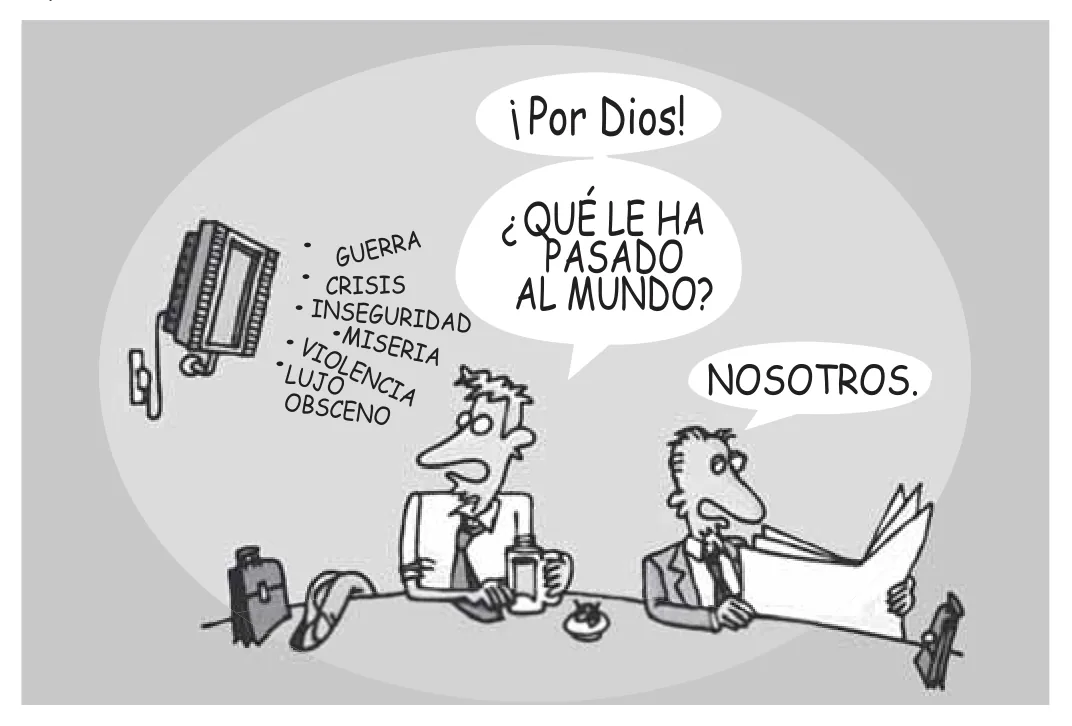 ¡Por Dios!
¿QUÉ LE HA
PASADO
AL MUNDO?
• GUERRA
• CRISIS
• INSEGURIDAD
• MISERIA
• VIOLENCIA
• LUJO
OBSCENO
NOSOTROS.